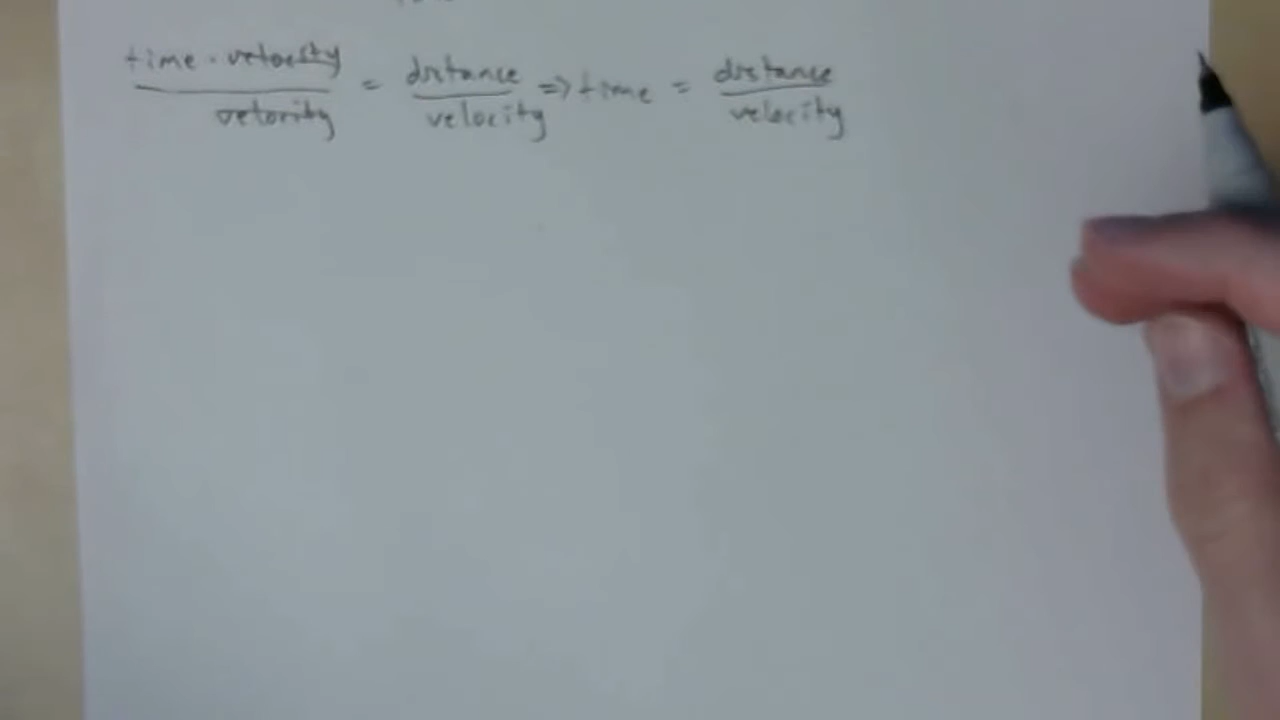 time · velocity / velocity = distance / velocity => time = distance / velocity